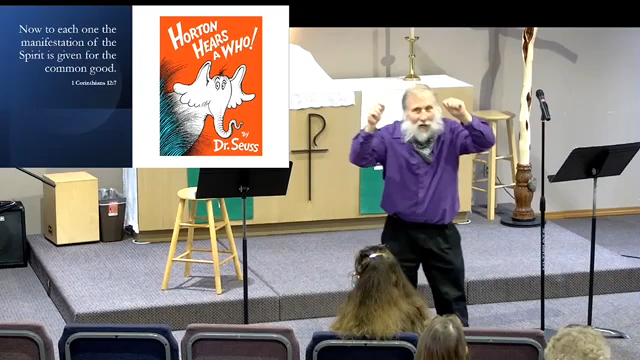 Now to each one the
manifestation of the
Spirit is given for the
common good.
1 Corinthians 12:7
HORTON
HEARS
A WHO!
By
Dr. Seuss